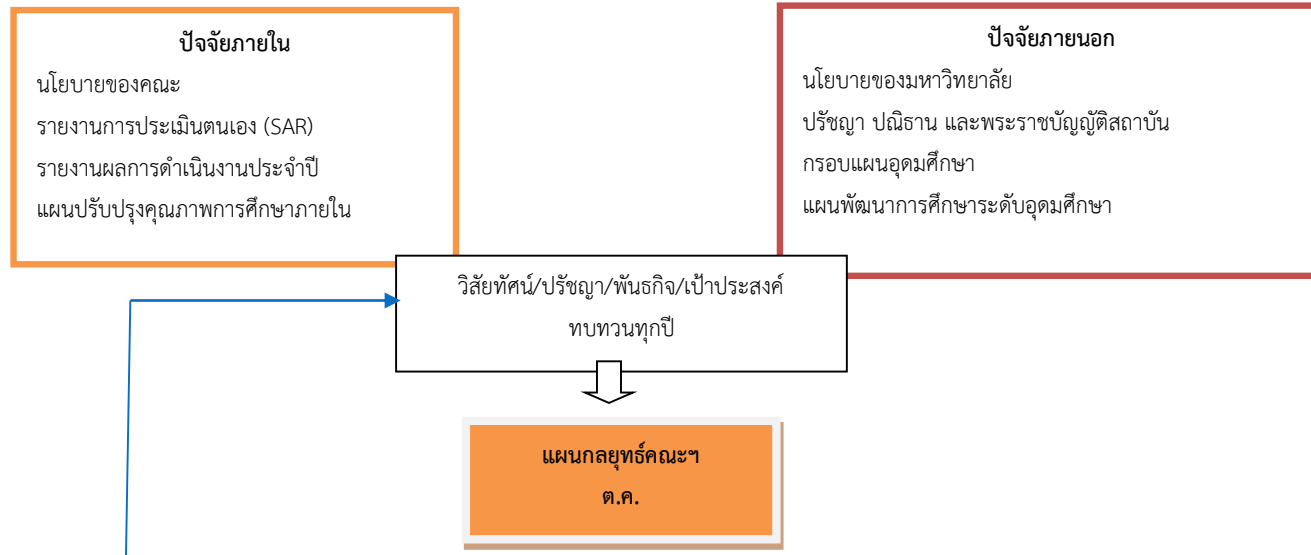 ปัจจัยภายใน
นโยบายของคณะ
รายงานการประเมินตนเอง (SAR)
รายงานผลการดำเนินงานประจำปี
แผนปรับปรุงคุณภาพการศึกษาภายใน
ปัจจัยภายนอก
นโยบายของมหาวิทยาลัย
ปรัชญา ปณิธาน และพระราชบัญญัติสถาบัน
กรอบแผนอุดมศึกษา
แผนพัฒนาการศึกษาระดับอุดมศึกษา
วิสัยทัศน์/ปรัชญา/พันธกิจ/เป้าประสงค์
ทบทวนทุกปี
แผนกลยุทธ์คณะฯ
ต.ค.